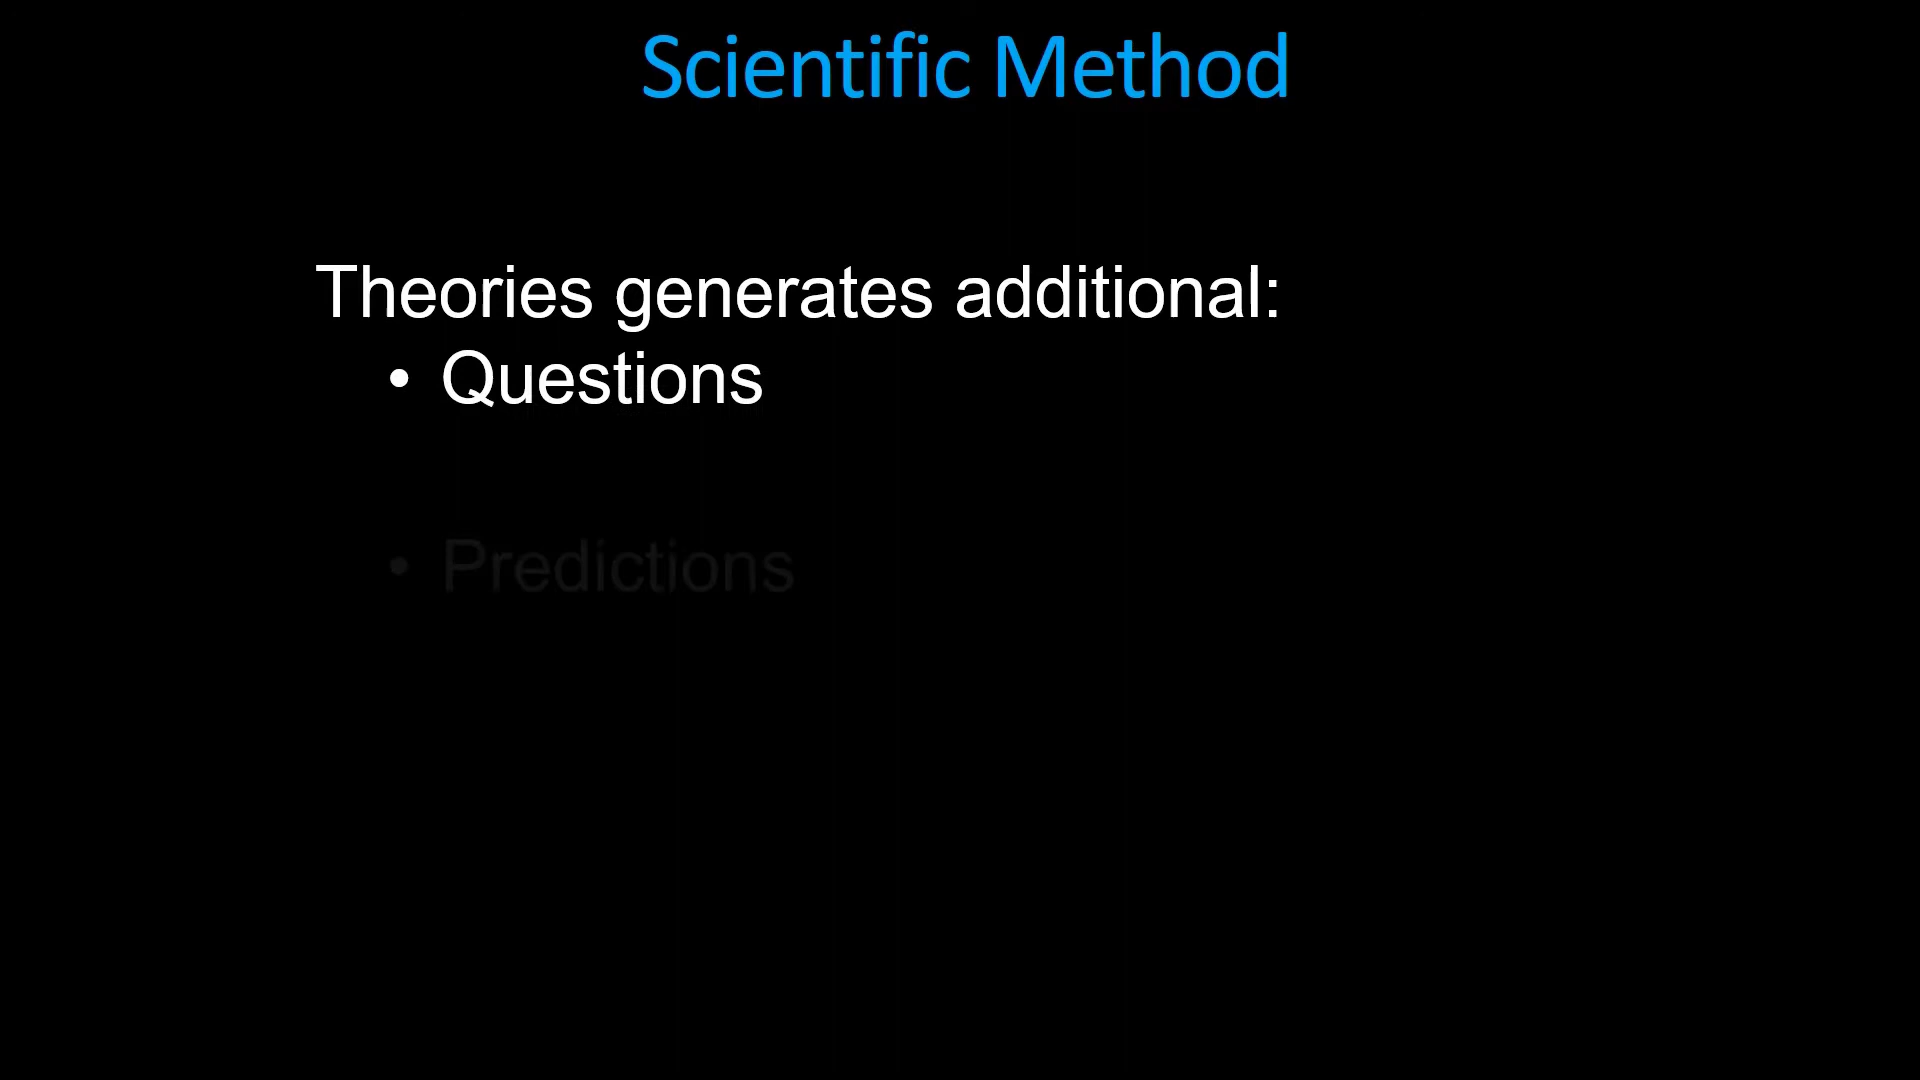 Scientific Method
Theories generates additional:
• Questions
• Predictions